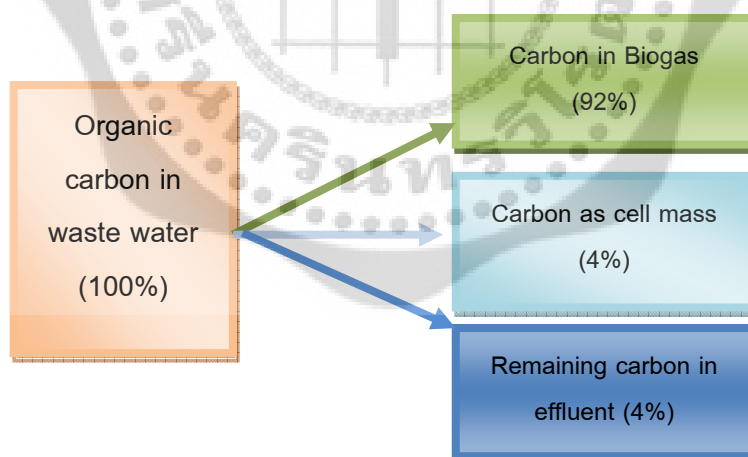 Organic
carbon in
waste water
(100%)
Carbon in Biogas
(92%)
Carbon as cell mass
(4%)
Remaining carbon in
effluent (4%)